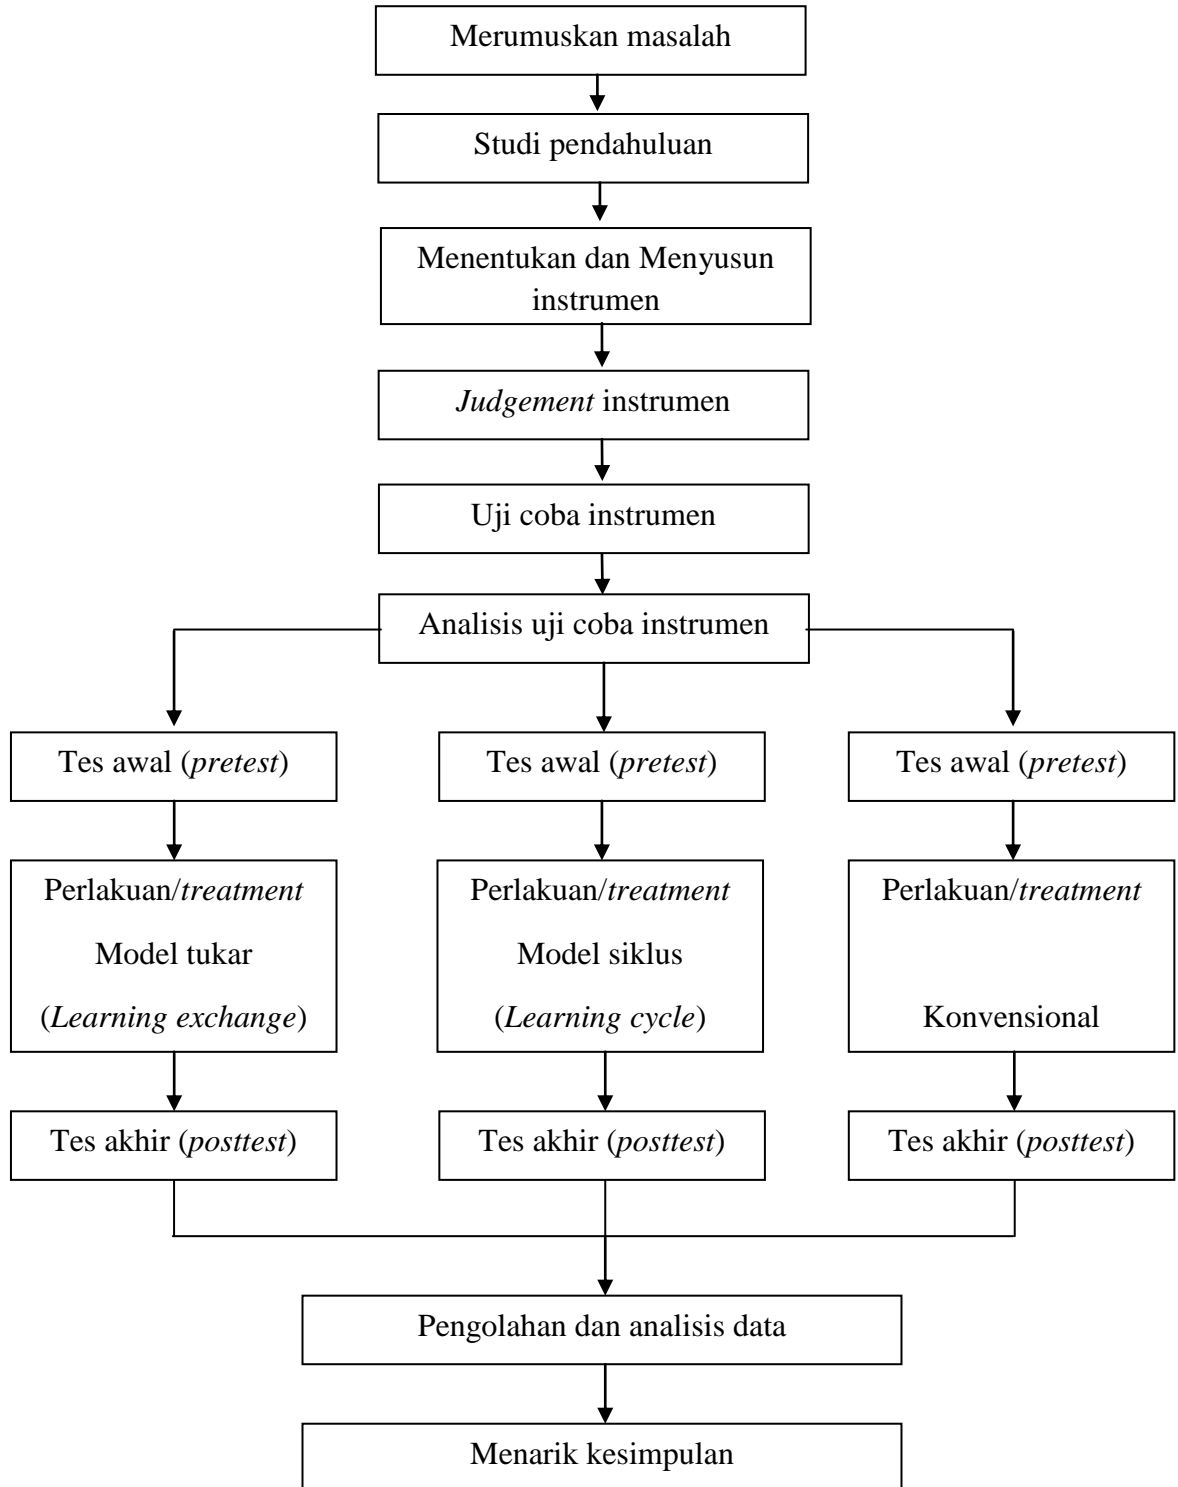 Merumuskan masalah
Studi pendahuluan
Menentukan dan Menyusun
instrumen
Judgement instrumen
Uji coba instrumen
Analisis uji coba instrumen
Tes awal (pretest)
Tes awal (pretest)
Tes awal (pretest)
Perlakuan/treatment
Model tukar
(Learning exchange)
Perlakuan/treatment
Model siklus
(Learning cycle)
Perlakuan/treatment
Konvensional
Tes akhir (posttest)
Tes akhir (posttest)
Tes akhir (posttest)
Pengolahan dan analisis data
Menarik kesimpulan